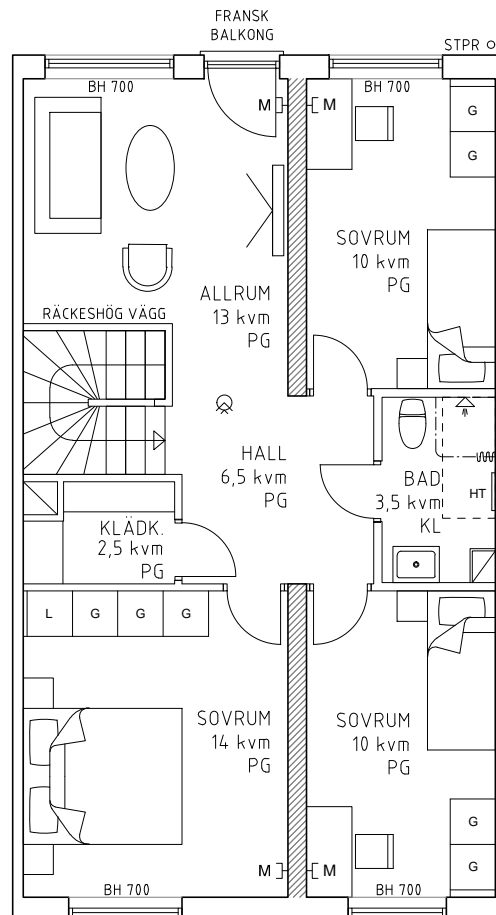 FRANSK
BALKONG
STPR
BH 700
BH 700
M
M
G
G
SOVRUM
10 kvm
PG
ALLRUM
13 kvm
PG
RÄCKESHÖG VÄGG
HALL
6,5 kvm
PG
BAD
3,5 kvm
KL
HT
KLÄDK.
2,5 kvm
PG
L
G
G
G
SOVRUM
14 kvm
PG
SOVRUM
10 kvm
PG
G
G
M
M
BH 700
BH 700